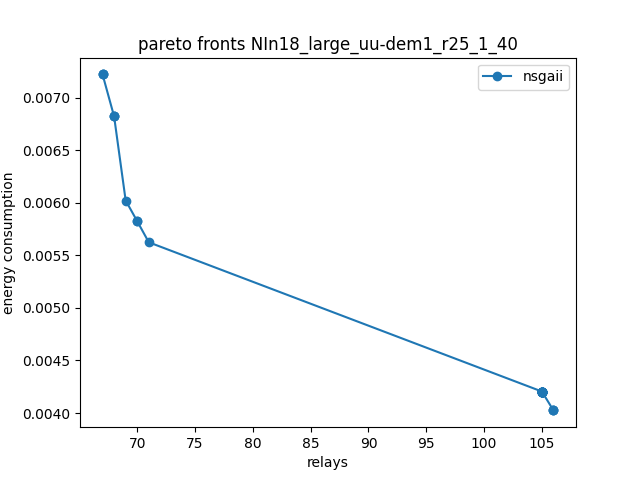 pareto fronts NIn18_large_uu-dem1_r25_1_40
nsgaii
0.0070
0.0065
0.0060
0.0055
0.0050
0.0045
0.0040
energy consumption
70 75 80 85 90 95 100 105
relays